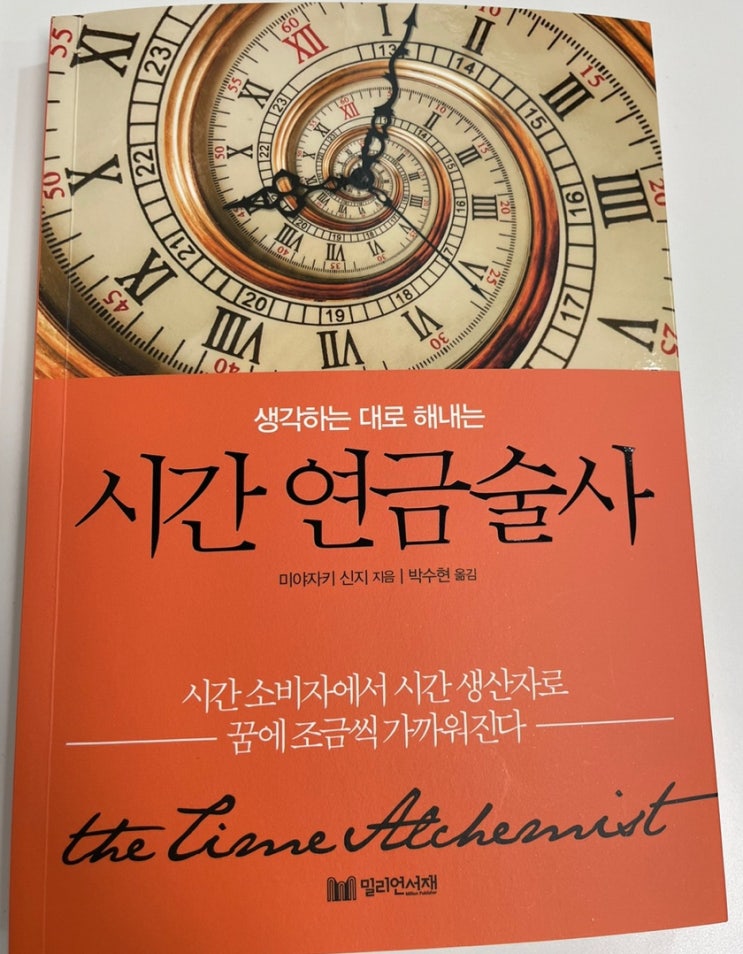 생각하는 대로 해내는
시간 연금술사
미야자키 신지 지음 | 박수현 옮김
시간 소비자에서 시간 생산자로
꿈에 조금씩 가까워진다
the Time Alchemist
밀리언서재
Million Publisher